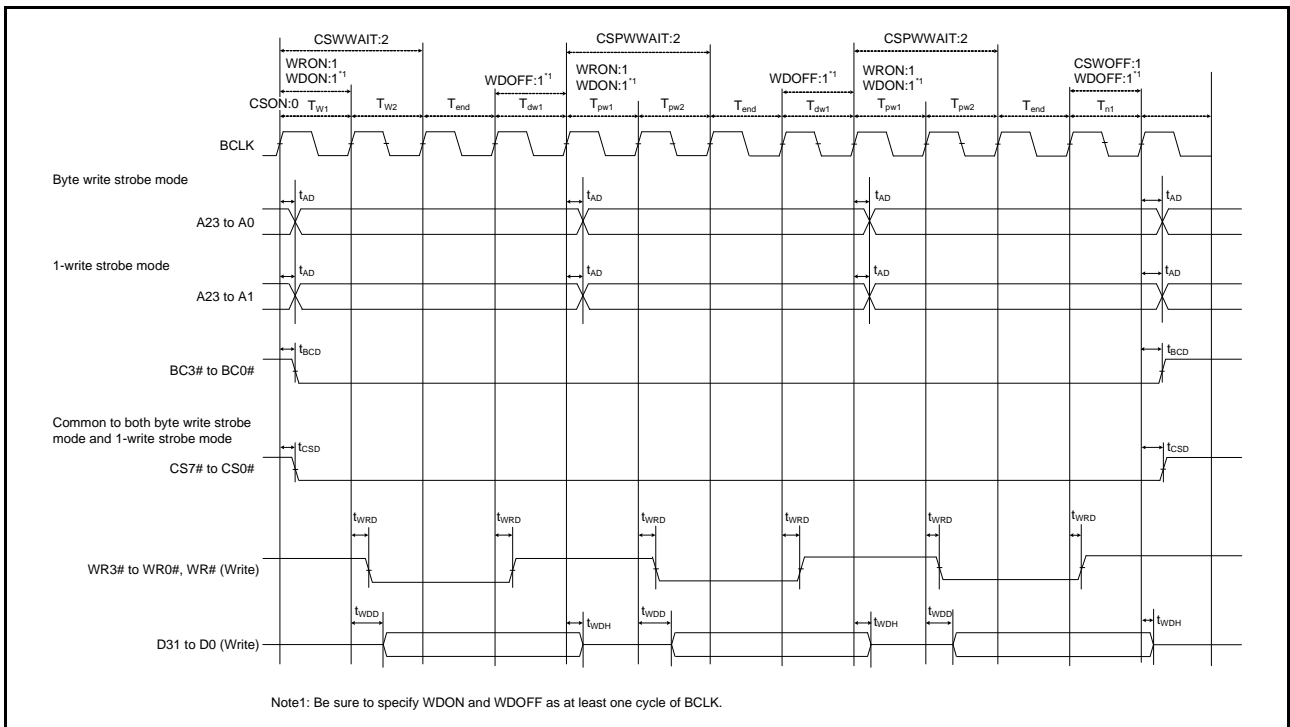 CSWWAIT:2 CSPWWAIT:2 CSPWWAIT:2
WRON:1 WRON:1 WRON:1 CSWOFF:1
WDON:1*1 WDOFF:1*1 WDON:1*1 WDOFF:1*1 WDON:1*1 WDOFF:1*1
CSON:0 TW1 TW2 Tend Tdw1 Tpw1 Tpw2 Tend Tdw1 Tpw1 Tpw2 Tend Tn1
BCLK
Byte write strobe mode
tAD tAD tAD tAD
A23 to A0
1-write strobe mode
tAD tAD tAD tAD
A23 to A1
tBCD tBCD
BC3# to BC0#
Common to both byte write strobe
mode and 1-write strobe mode
tCSD tCSD
CS7# to CS0#
tWRD tWRD tWRD tWRD tWRD tWRD
WR3# to WR0#, WR# (Write)
tWDD tWDH tWDD tWDH tWDD tWDH
D31 to D0 (Write)
Note1: Be sure to specify WDON and WDOFF as at least one cycle of BCLK.